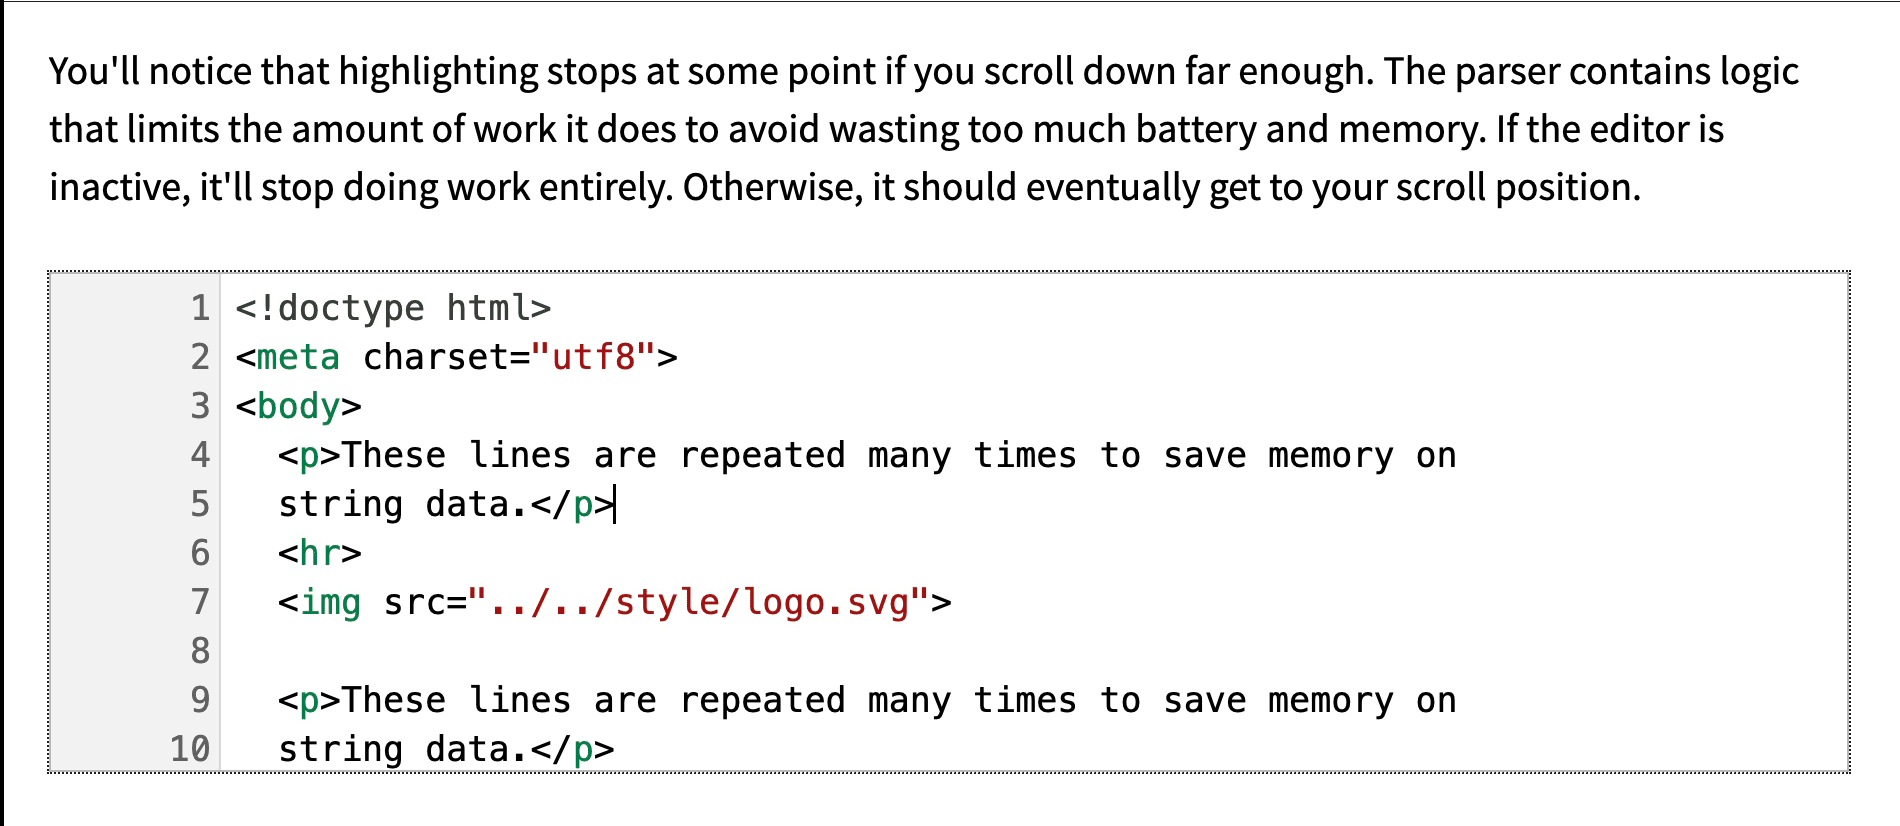 You'll notice that highlighting stops at some point if you scroll down far enough. The parser contains logic
that limits the amount of work it does to avoid wasting too much battery and memory. If the editor is
inactive, it'll stop doing work entirely. Otherwise, it should eventually get to your scroll position.
1 <!doctype html>
2 <meta charset="utf8">
3 <body>
4   <p>These lines are repeated many times to save memory on
5   string data.</p>
6   <hr>
7   <img src="../../style/logo.svg">
8
9   <p>These lines are repeated many times to save memory on
10   string data.</p>